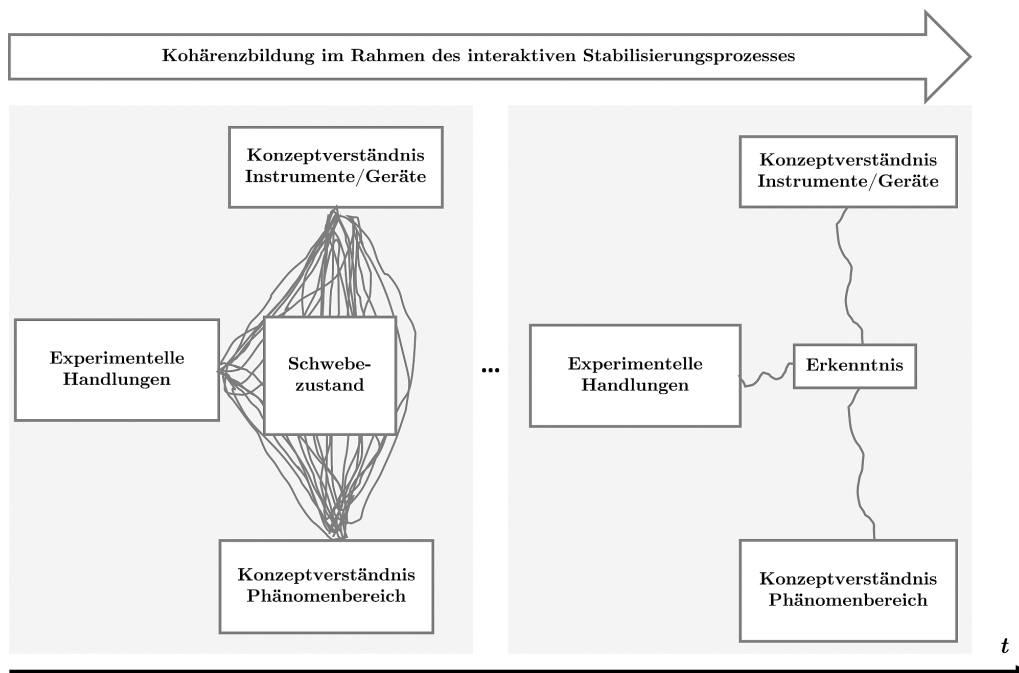 Kohärenzbildung im Rahmen des interaktiven Stabilisierungsprozesses
Konzeptverständnis
Instrumente/Geräte
Experimentelle
Handlungen
Schwebe-
zustand
Konzeptverständnis
Phänomenbereich
...
Konzeptverständnis
Instrumente/Geräte
Experimentelle
Handlungen
Erkenntnis
Konzeptverständnis
Phänomenbereich
t